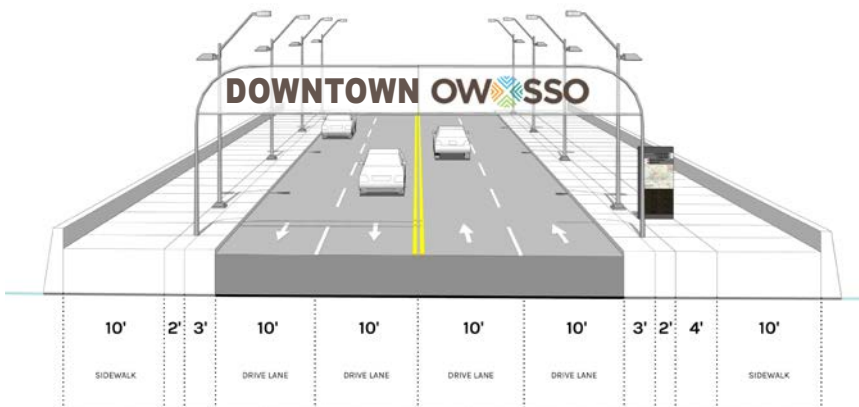 DOWNTOWN OWOSSO
10' 2' 3' 10' 10' 10' 10' 3' 2' 4' 10'
SIDEWALK DRIVE LANE DRIVE LANE DRIVE LANE DRIVE LANE SIDEWALK